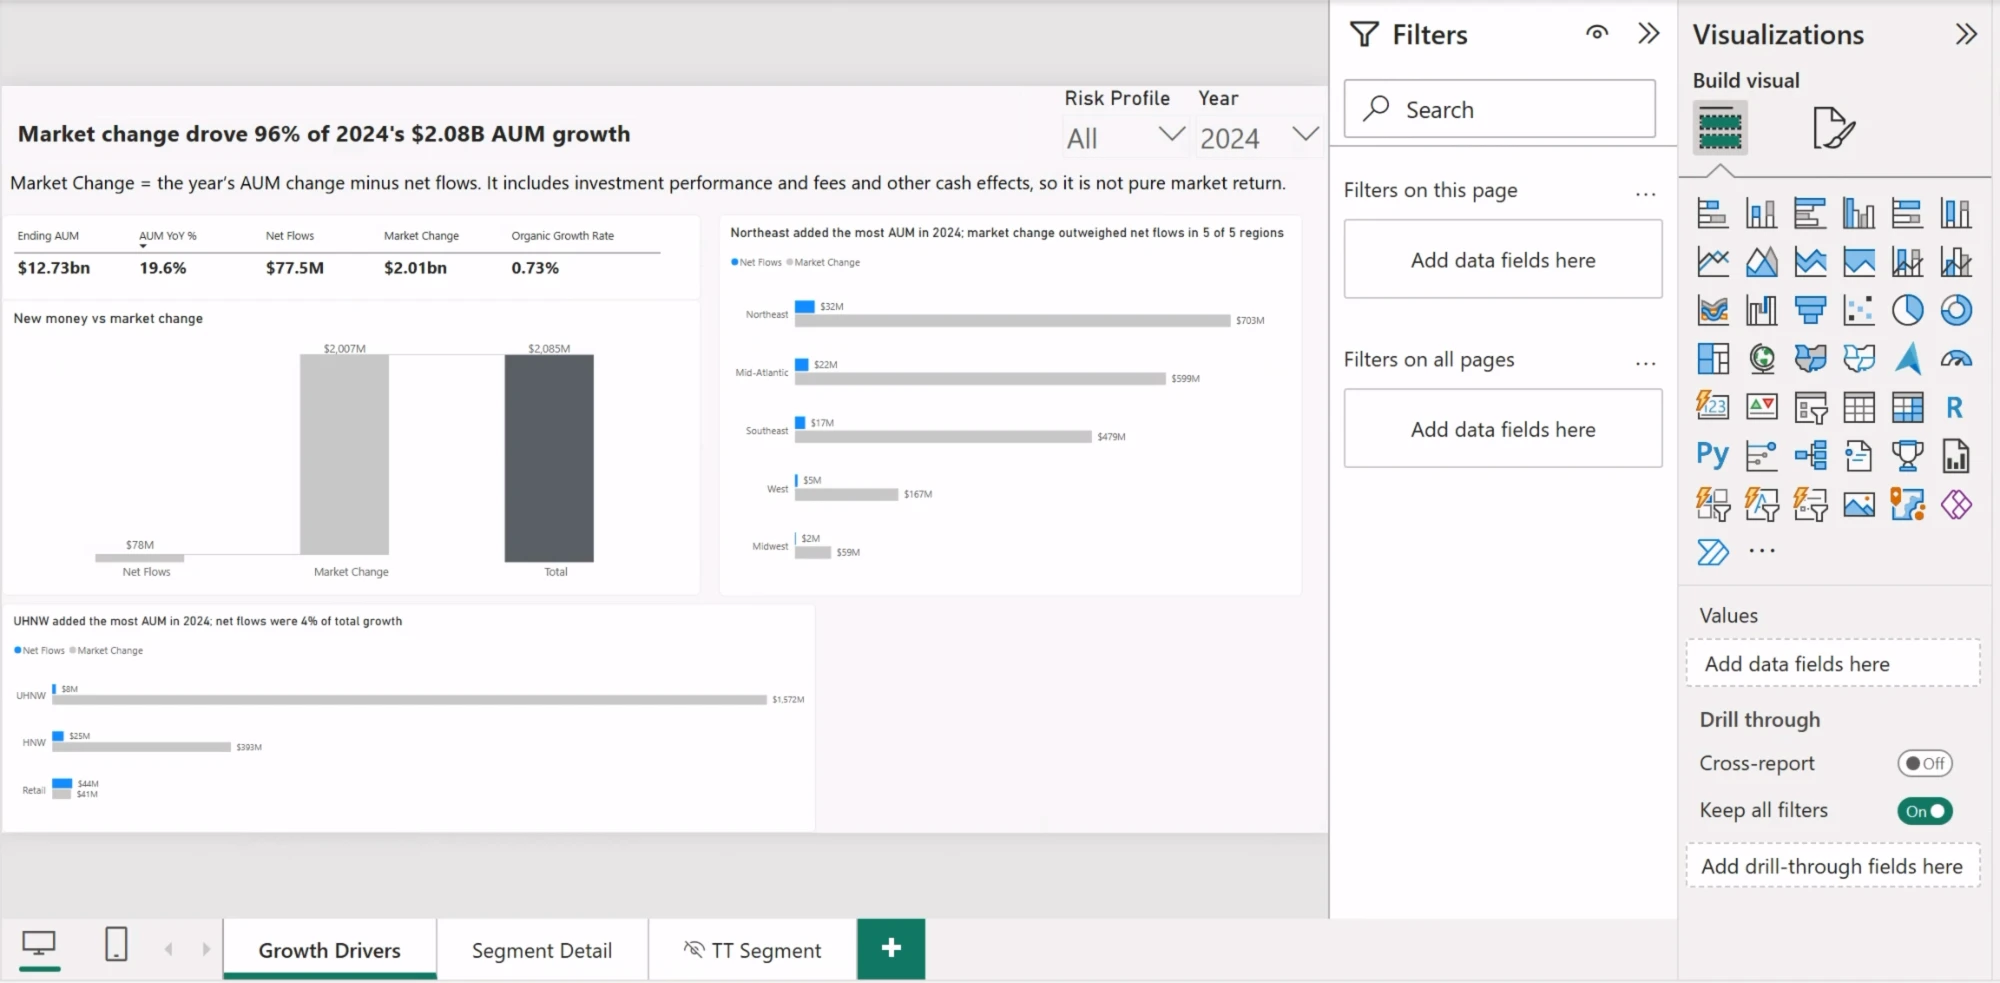 Market change drove 96% of 2024's $2.08B AUM growth
Risk Profile
All
Year
2024
Market Change = the year's AUM change minus net flows. It includes investment performance and fees and other cash effects, so it is not pure market return.
Ending AUM AUM YoY % Net Flows Market Change Organic Growth Rate
$12.73bn 19.6% $77.5M $2.01bn 0.73%
New money vs market change
$78M $2,007M $2,085M
Net Flows Market Change Total
Northeast added the most AUM in 2024; market change outweighed net flows in 5 of 5 regions
Net Flows Market Change
Northeast $32M
$703M
Mid-Atlantic $22M
$599M
Southeast $17M
$479M
West $5M
$167M
Midwest $2M
$59M
UHNW added the most AUM in 2024; net flows were 4% of total growth
Net Flows Market Change
UHNW $8M
$1,572M
HNW $25M
$393M
Retail $44M
$41M
Filters
Search
Filters on this page ...
Add data fields here
Filters on all pages ...
Add data fields here
Visualizations
Build visual
123
R
Py
...
Values
Add data fields here
Drill through
Cross-report Off
Keep all filters On
Add drill-through fields here
Growth Drivers Segment Detail TT Segment +